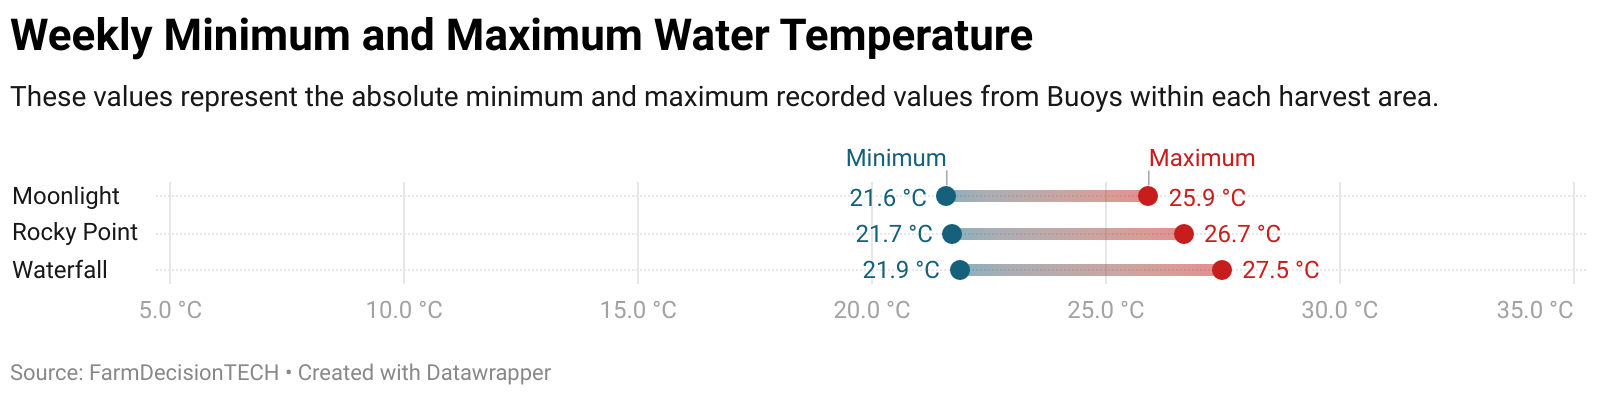 Weekly Minimum and Maximum Water Temperature
These values represent the absolute minimum and maximum recorded values from Buoys within each harvest area.
Minimum Maximum
Moonlight 21.6 °C 25.9 °C
Rocky Point 21.7 °C 26.7 °C
Waterfall 21.9 °C 27.5 °C
5.0 °C 10.0 °C 15.0 °C 20.0 °C 25.0 °C 30.0 °C 35.0 °C
Source: FarmDecisionTECH • Created with Datawrapper